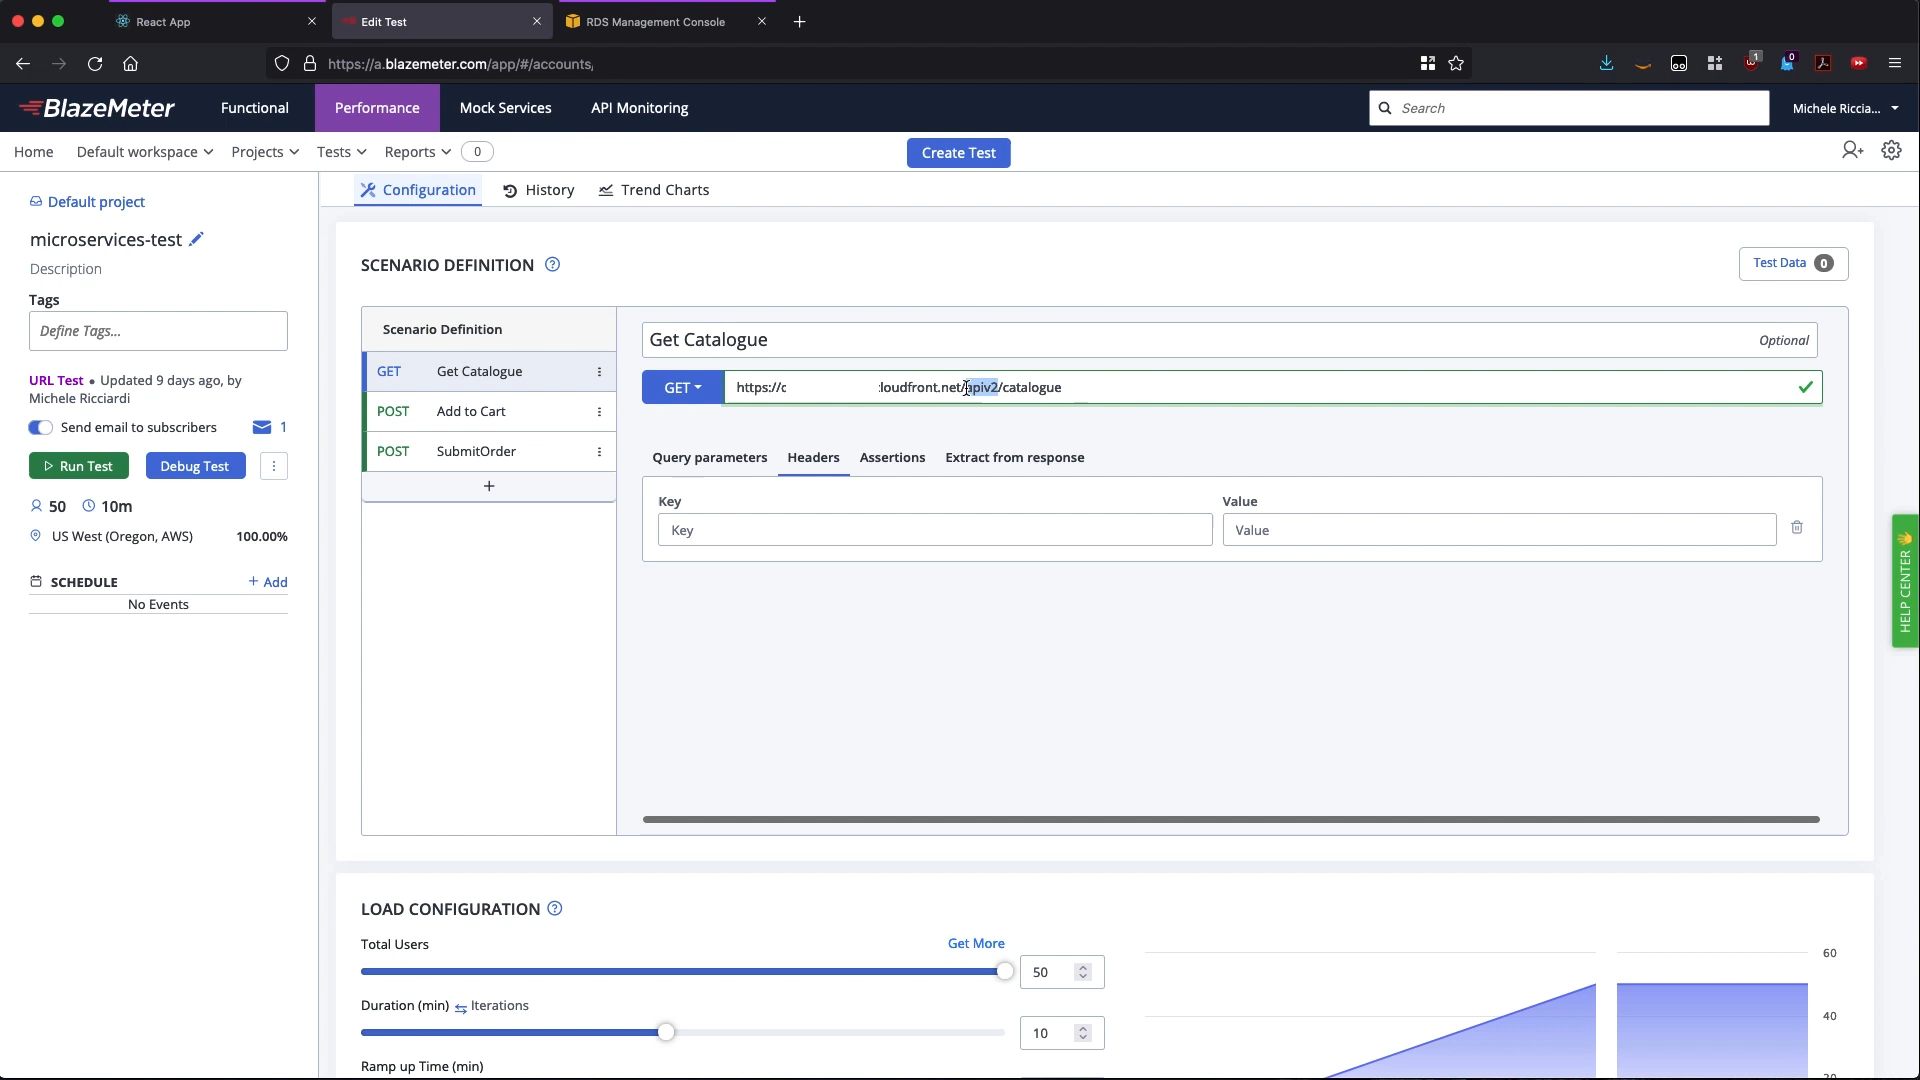 React App
Edit Test
RDS Management Console
https://a.blazemeter.com/app/#/accounts,
1
0
BlazeMeter
Functional
Performance
Mock Services
API Monitoring
Search
Michele Riccia...
Home
Default workspace
Projects
Tests
Reports
0
Create Test
Default project
microservices-test
Description
Tags
Define Tags...
URL Test • Updated 9 days ago, by
Michele Ricciardi
Send email to subscribers
1
Run Test
Debug Test
50
10m
US West (Oregon, AWS)
100.00%
SCHEDULE
+ Add
No Events
Configuration
History
Trend Charts
SCENARIO DEFINITION
Test Data 0
Scenario Definition
GET Get Catalogue
POST Add to Cart
POST SubmitOrder
+
Get Catalogue
Optional
GET
https://c
cloudfront.net/apiv2/catalogue
Query parameters
Headers
Assertions
Extract from response
Key
Value
Key
Value
HELP CENTER
LOAD CONFIGURATION
Total Users
Get More
50
Duration (min)
Iterations
10
Ramp up Time (min)
60
40
20